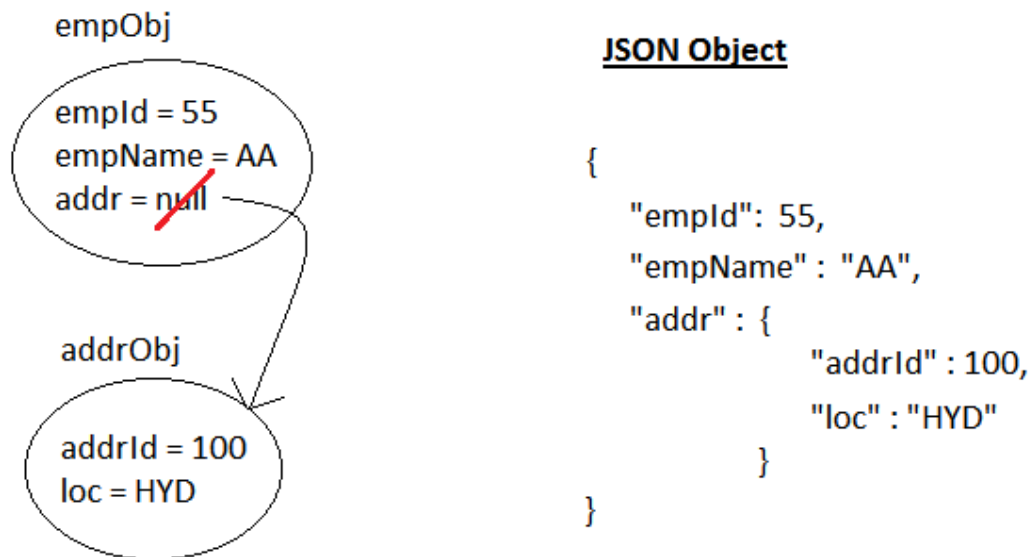 empObj
empId = 55
empName = AA
addr = null
addrObj
addrId = 100
loc = HYD
JSON Object
{
"empId": 55,
"empName" : "AA",
"addr" : {
"addrId" : 100,
"loc" : "HYD"
}
}